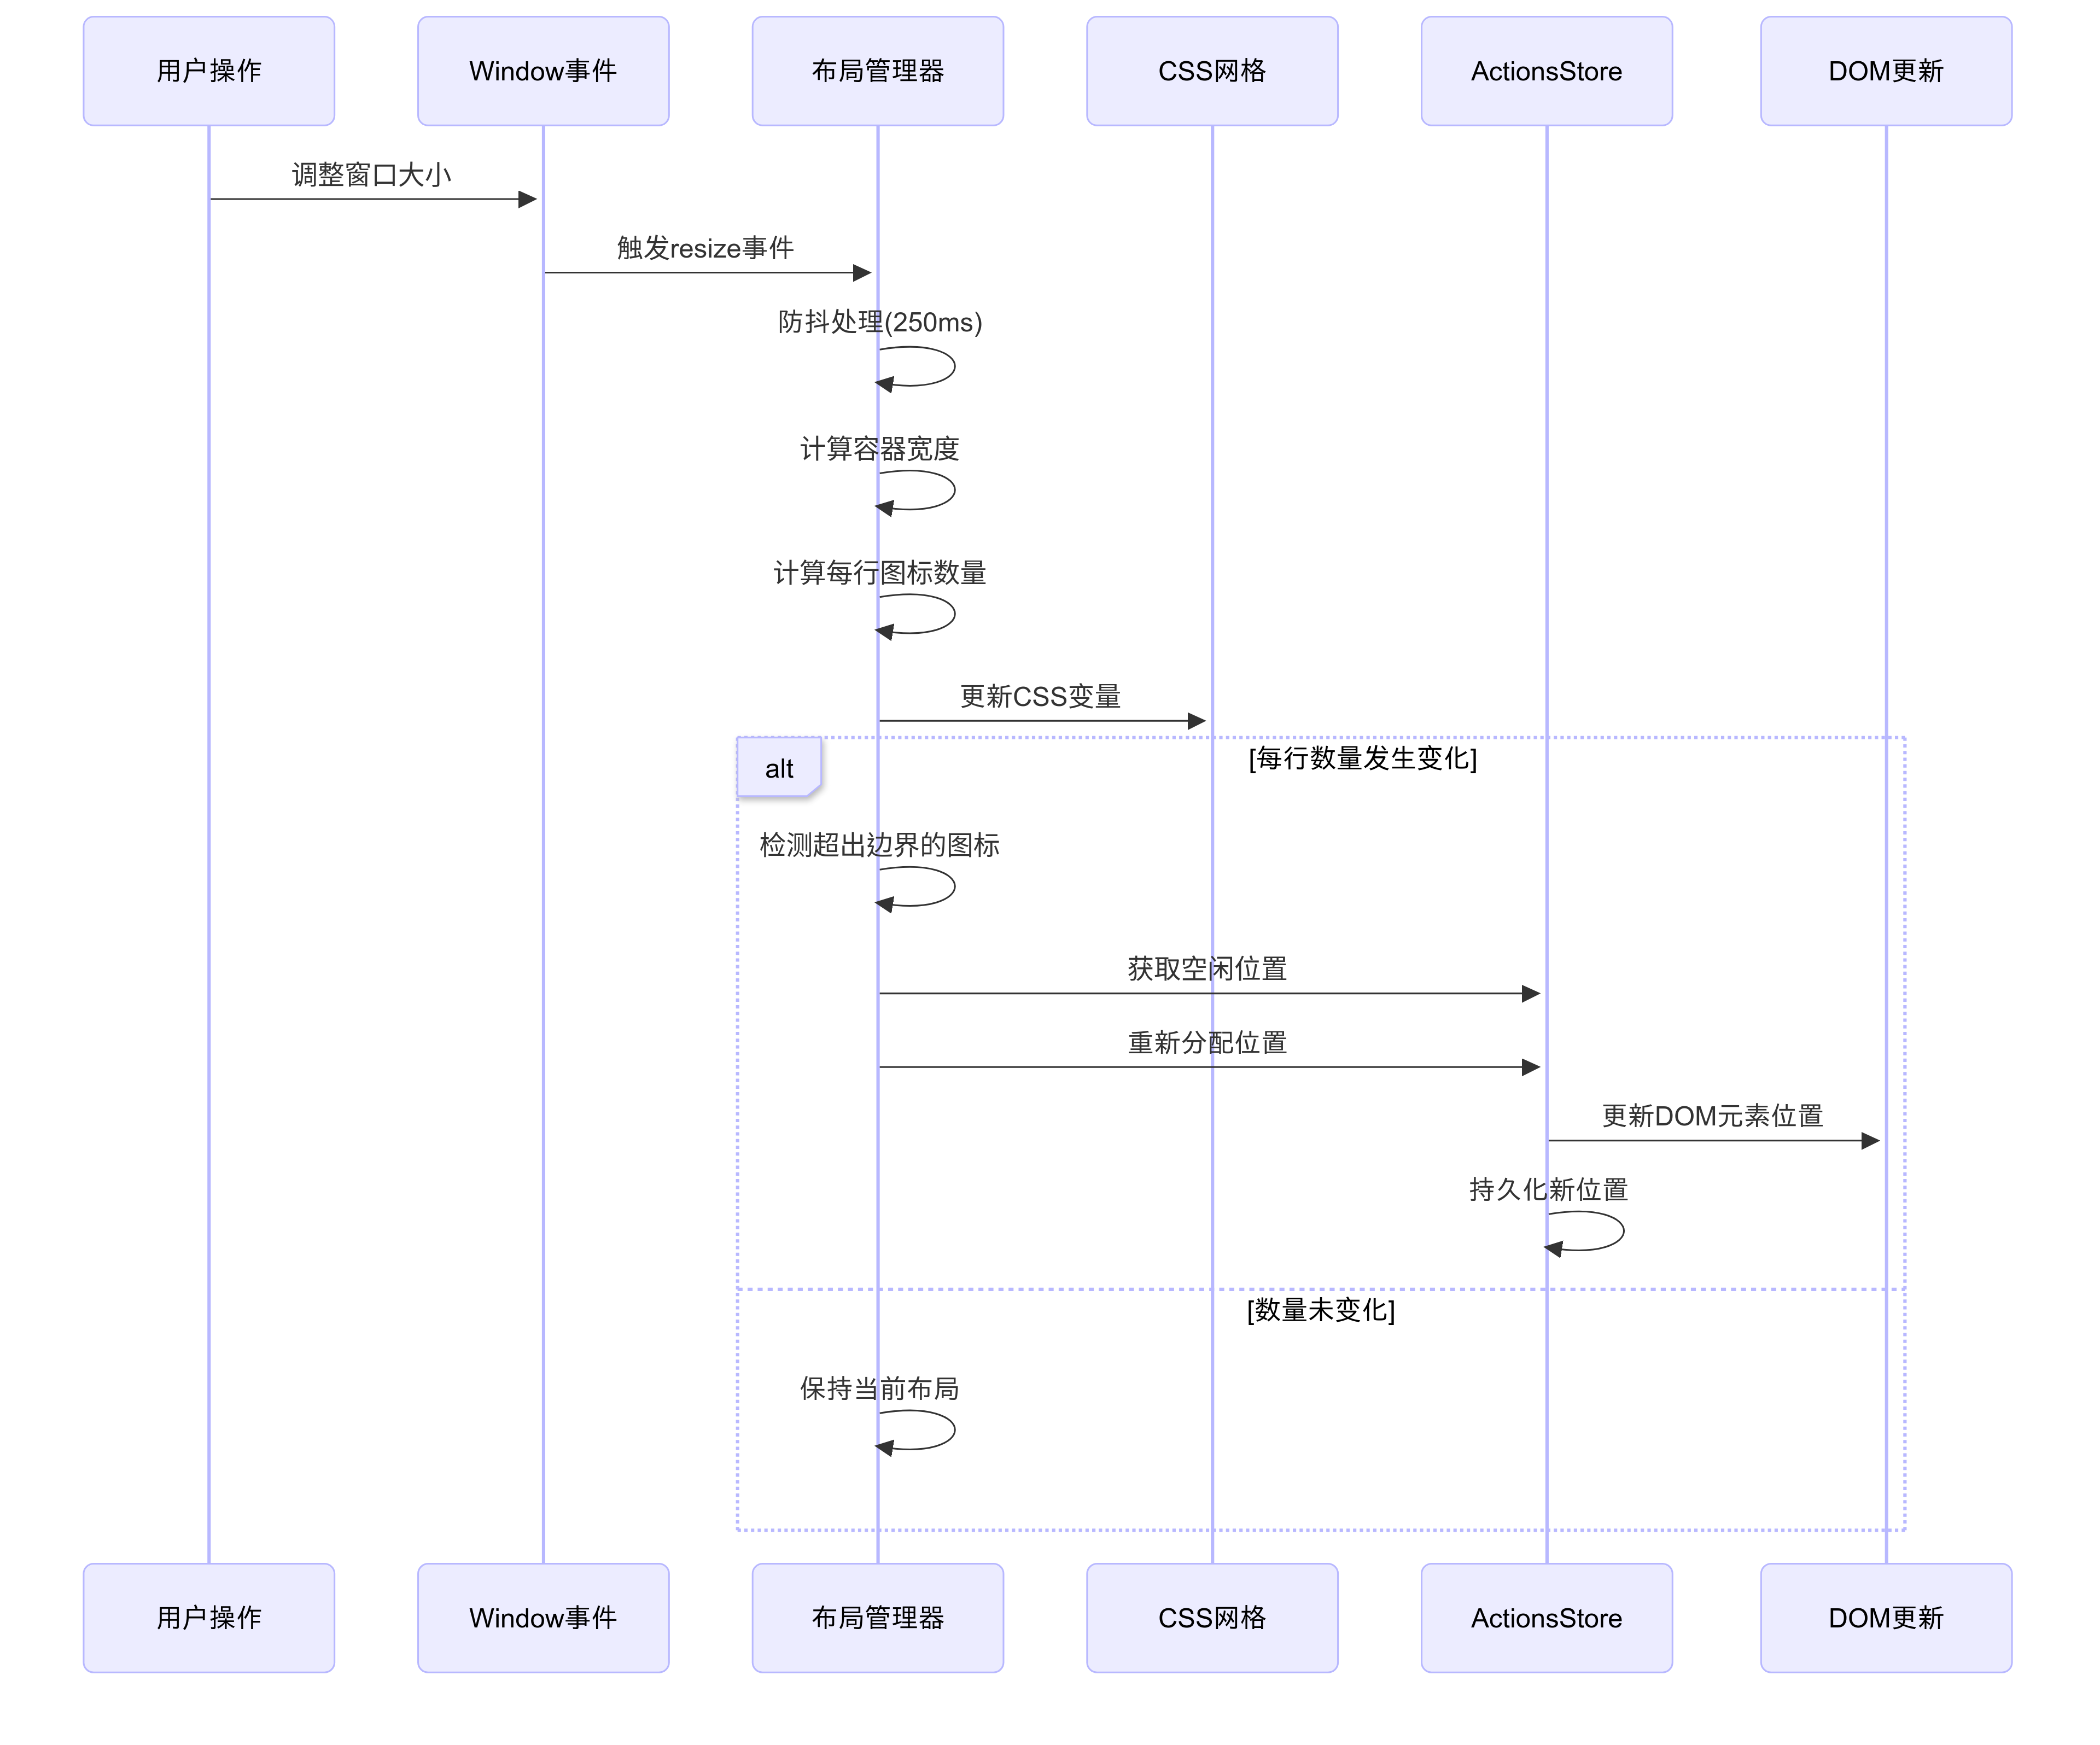 用户操作
Window事件
布局管理器
CSS网格
ActionsStore
DOM更新
调整窗口大小
触发resize事件
防抖处理(250ms)
计算容器宽度
计算每行图标数量
更新CSS变量
alt
[每行数量发生变化]
检测超出边界的图标
获取空闲位置
重新分配位置
更新DOM元素位置
持久化新位置
[数量未变化]
保持当前布局
用户操作
Window事件
布局管理器
CSS网格
ActionsStore
DOM更新